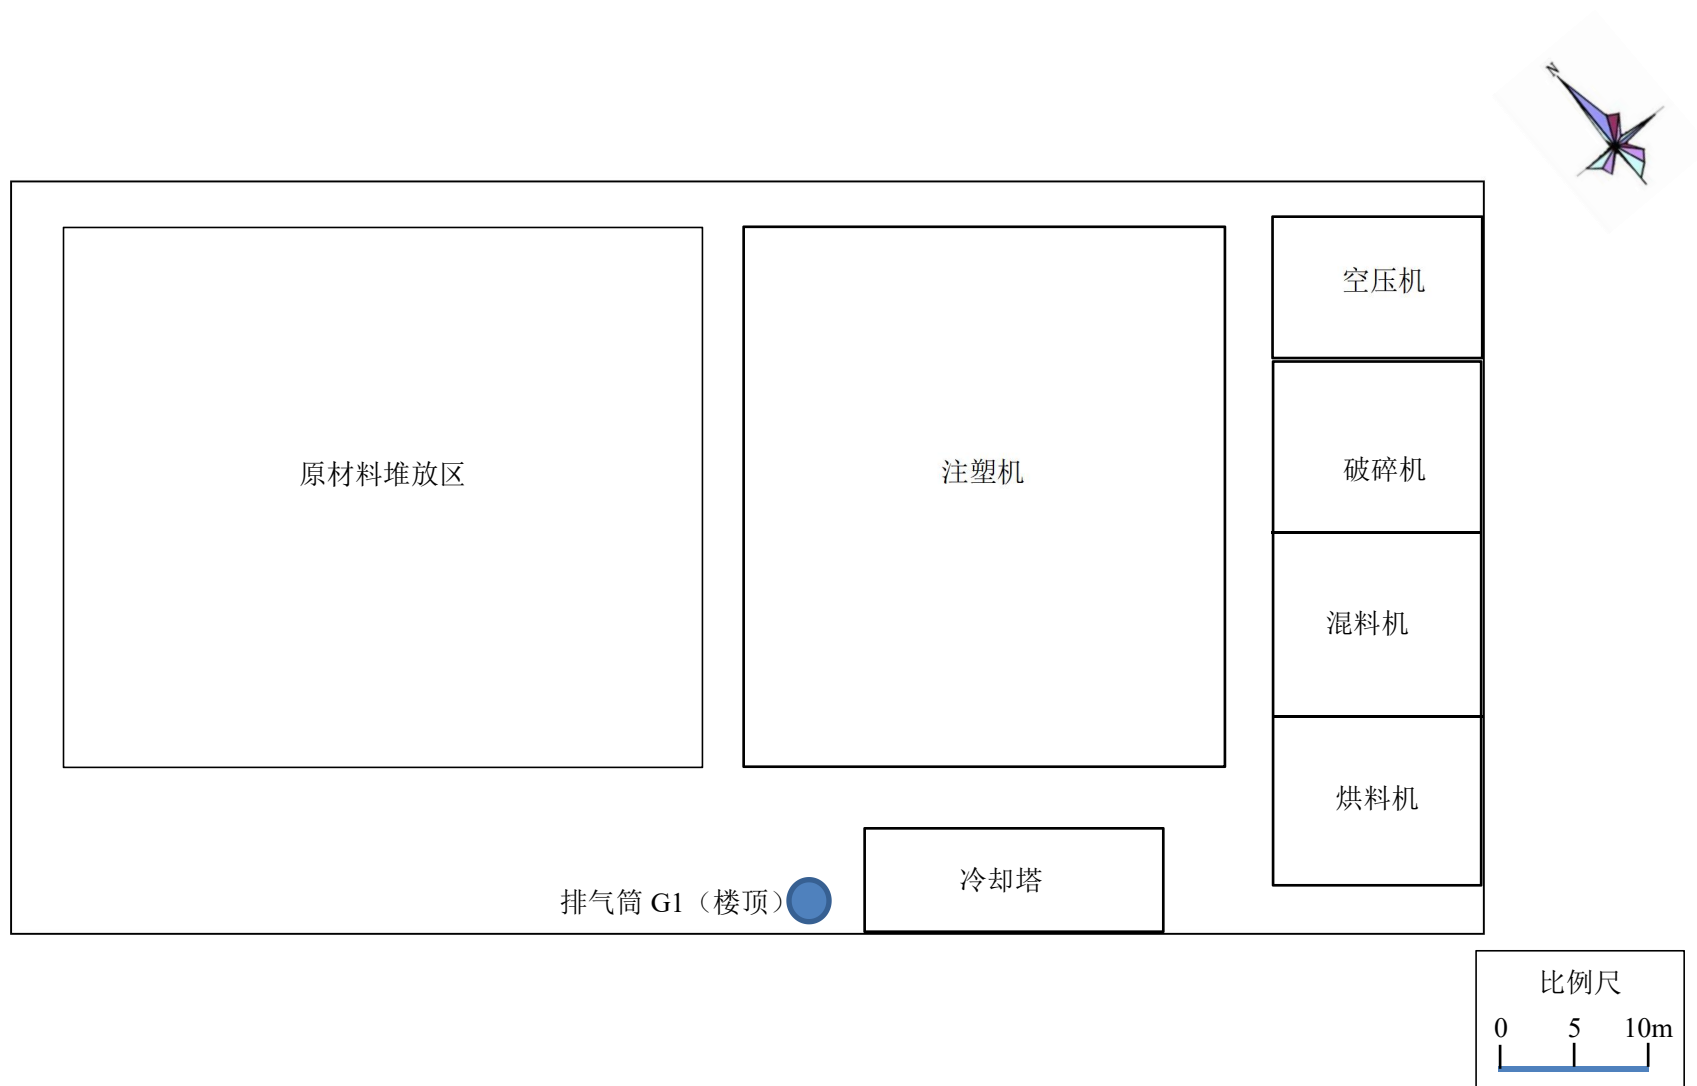 N
空压机
原材料堆放区
注塑机
破碎机
混料机
烘料机
冷却塔
排气筒 G1（楼顶）
比例尺
0 5 10m